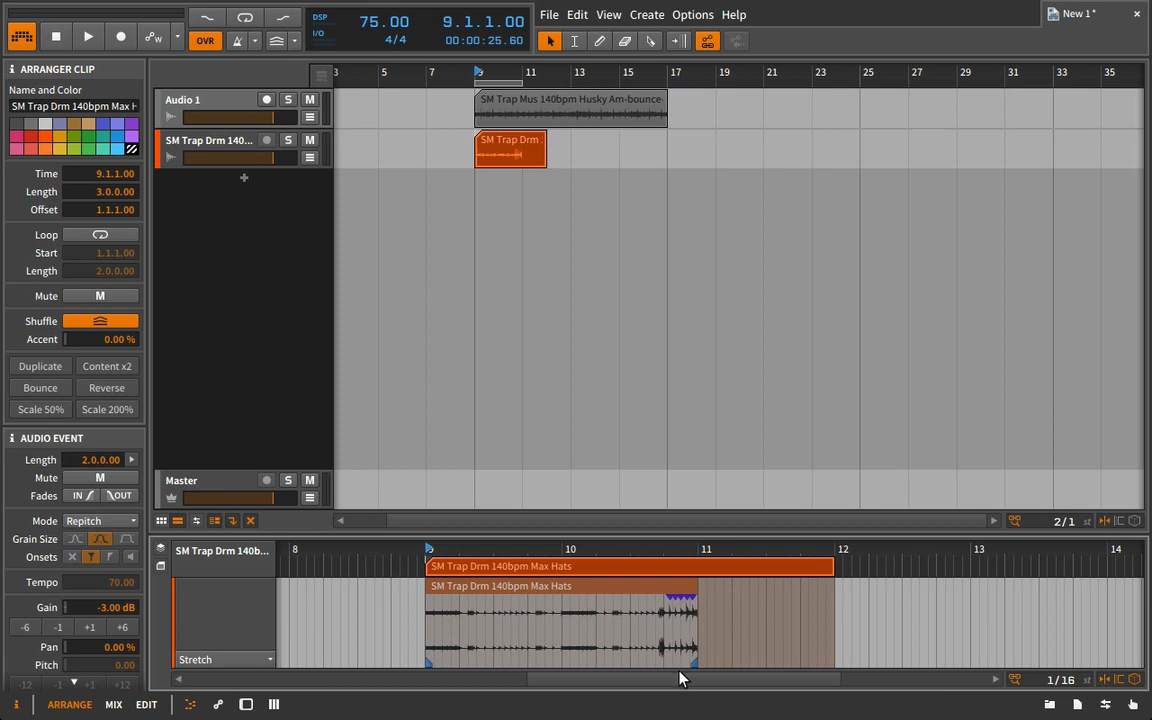 DSP
I/O
75.00
4/4
9.1.1.00
00:00:25.60
File Edit View Create Options Help
New 1*
OVR
ARRANGER CLIP
Name and Color
SM Trap Drm 140bpm Max H
Time 9.1.1.00
Length 3.0.0.00
Offset 1.1.1.00
Loop
Start 1.1.1.00
Length 2.0.0.00
Mute M
Shuffle
Accent 0.00 %
Duplicate Content x2
Bounce Reverse
Scale 50% Scale 200%
AUDIO EVENT
Length 2.0.0.00
Mute M
Fades IN OUT
Mode Repitch
Grain Size
Onsets
Tempo 70.00
Gain -3.00 dB
-6 -1 +1 +6
Pan 0.00 %
Pitch 0.00
-12 -1 +1 +12
3 5 7 9 11 13 15 17 19 21 23 25 27 29 31 33 35
Audio 1 S M
SM Trap Mus 140bpm Husky Am-bounce-
SM Trap Drm 140... S M
SM Trap Drm .
Master S M
2/1 st
SM Trap Drm 140b...
8 9 10 11 12 13 14
SM Trap Drm 140bpm Max Hats
SM Trap Drm 140bpm Max Hats
Stretch
1/16 st
i ARRANGE MIX EDIT